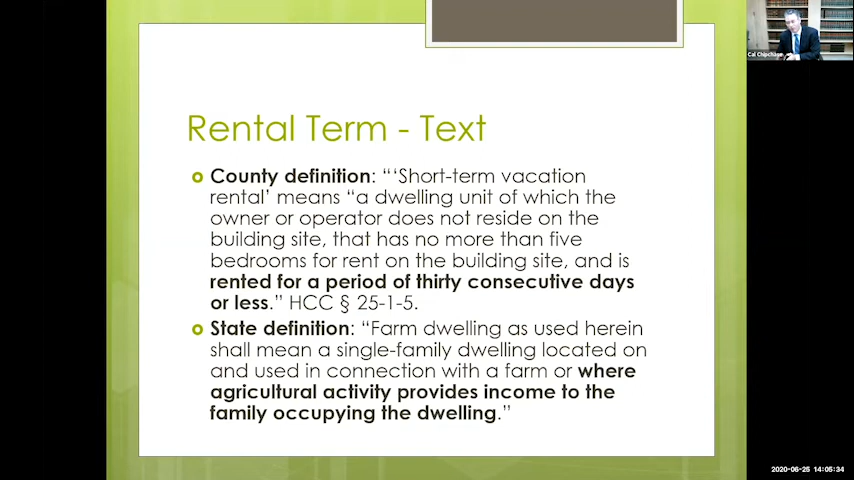 Rental Term - Text
County definition: “‘Short-term vacation
rental’ means “a dwelling unit of which the
owner or operator does not reside on the
building site, that has no more than five
bedrooms for rent on the building site, and is
rented for a period of thirty consecutive days
or less.” HCC § 25-1-5.
State definition: “Farm dwelling as used herein
shall mean a single-family dwelling located on
and used in connection with a farm or where
agricultural activity provides income to the
family occupying the dwelling.”
Cal Chipchase
2020-06-25 14:05:34